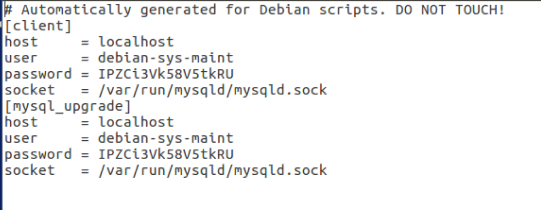 # Automatically generated for Debian scripts. DO NOT TOUCH!
[client]
host     = localhost
user     = debian-sys-maint
password = IPZCi3Vk58V5tkRU
socket   = /var/run/mysqld/mysqld.sock
[mysql_upgrade]
host     = localhost
user     = debian-sys-maint
password = IPZCi3Vk58V5tkRU
socket   = /var/run/mysqld/mysqld.sock